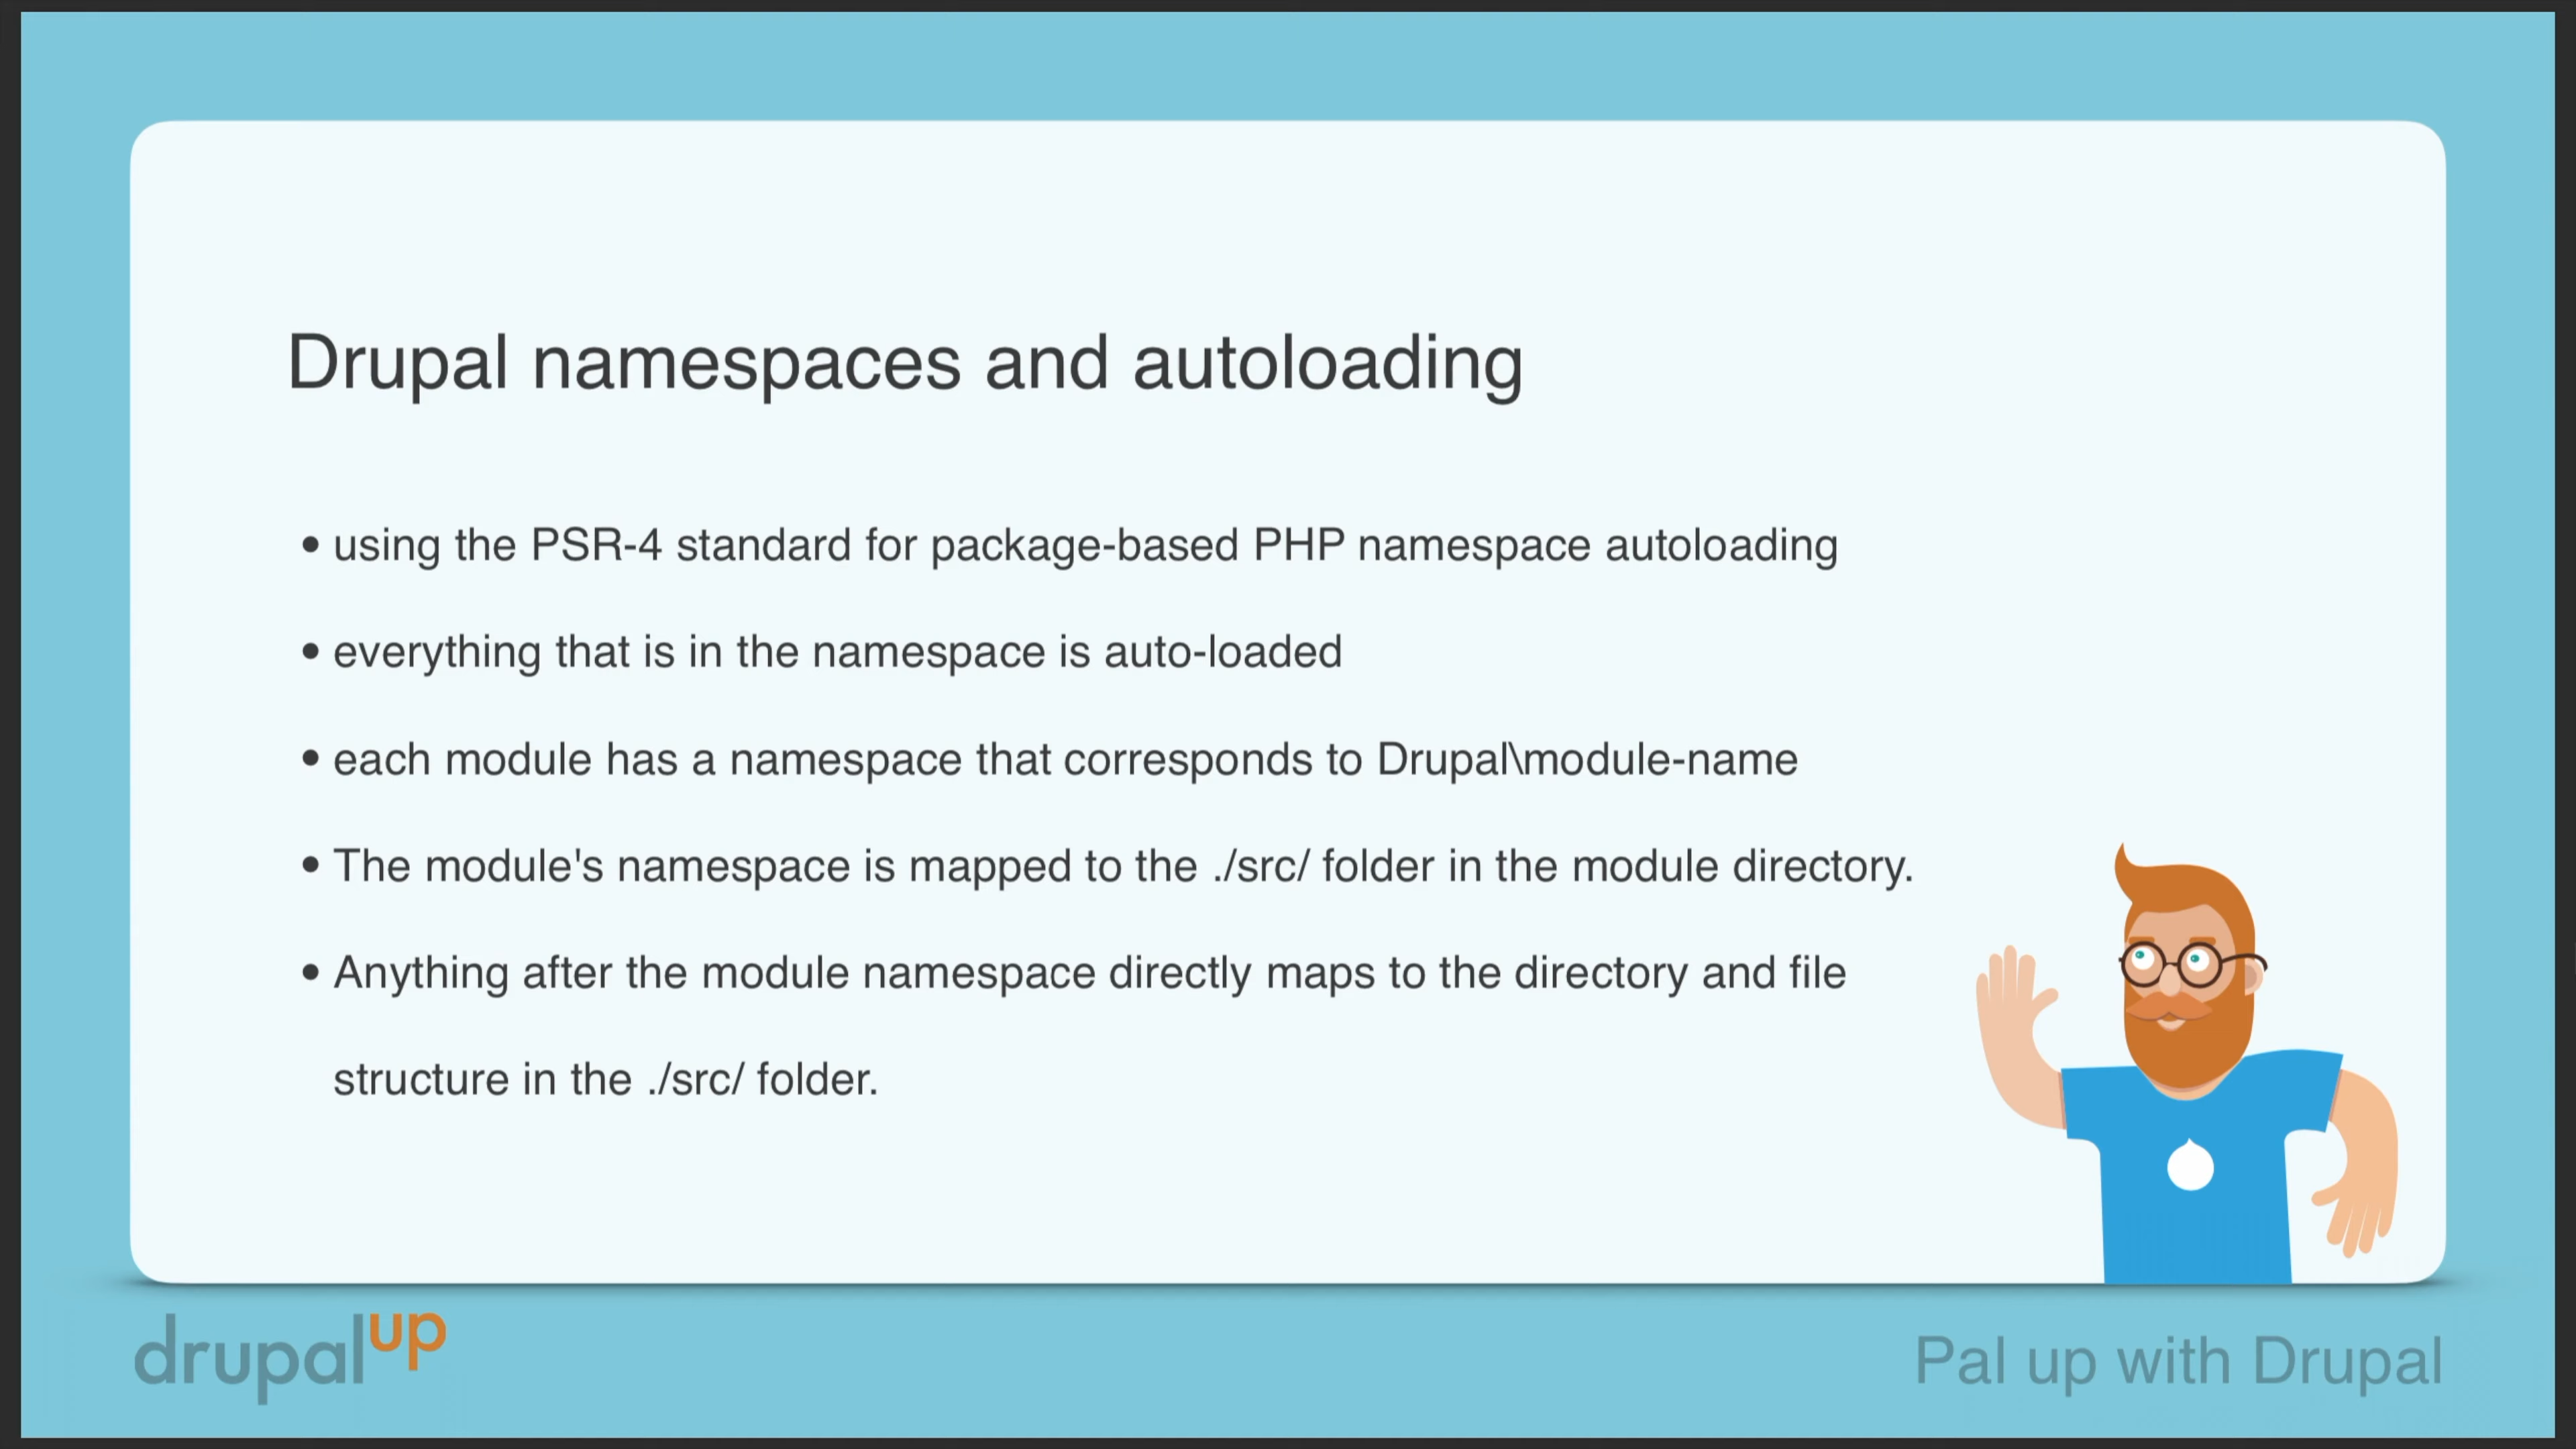 Drupal namespaces and autoloading
• using the PSR-4 standard for package-based PHP namespace autoloading
• everything that is in the namespace is auto-loaded
• each module has a namespace that corresponds to Drupal\module-name
• The module's namespace is mapped to the ./src/ folder in the module directory.
• Anything after the module namespace directly maps to the directory and file
structure in the ./src/ folder.
drupalup
Pal up with Drupal